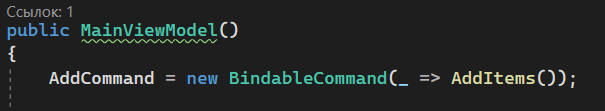 Ссылок: 1
public MainViewModel()
{
AddCommand = new BindableCommand(_ => AddItems());